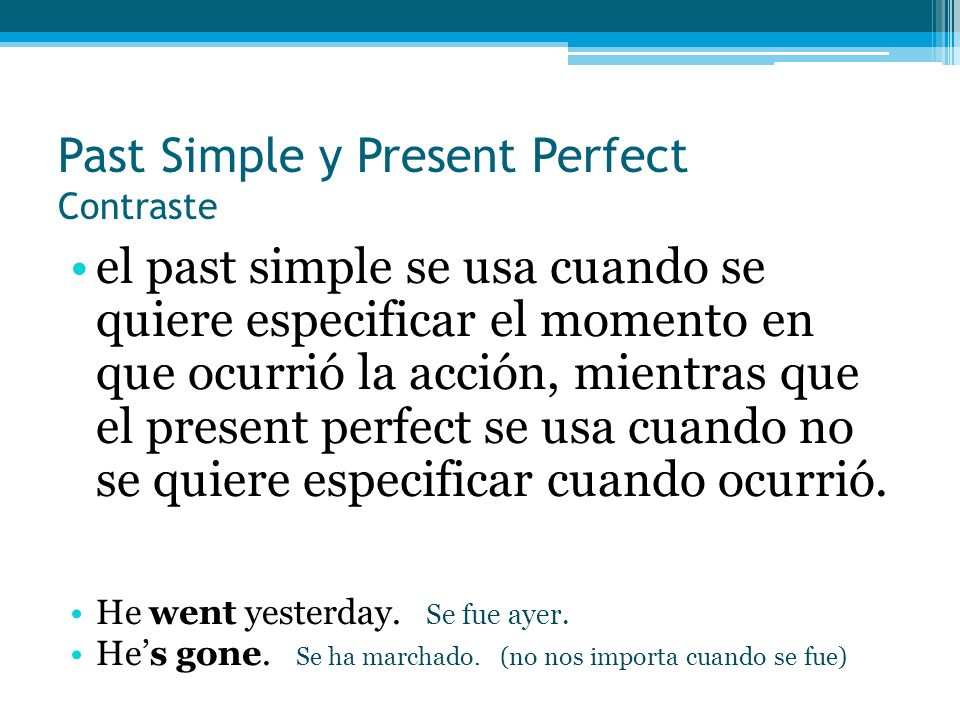 Past Simple y Present Perfect
Contraste
• el past simple se usa cuando se
quiere especificar el momento en
que ocurrió la acción, mientras que
el present perfect se usa cuando no
se quiere especificar cuando ocurrió.
• He went yesterday. Se fue ayer.
• He’s gone. Se ha marchado. (no nos importa cuando se fue)